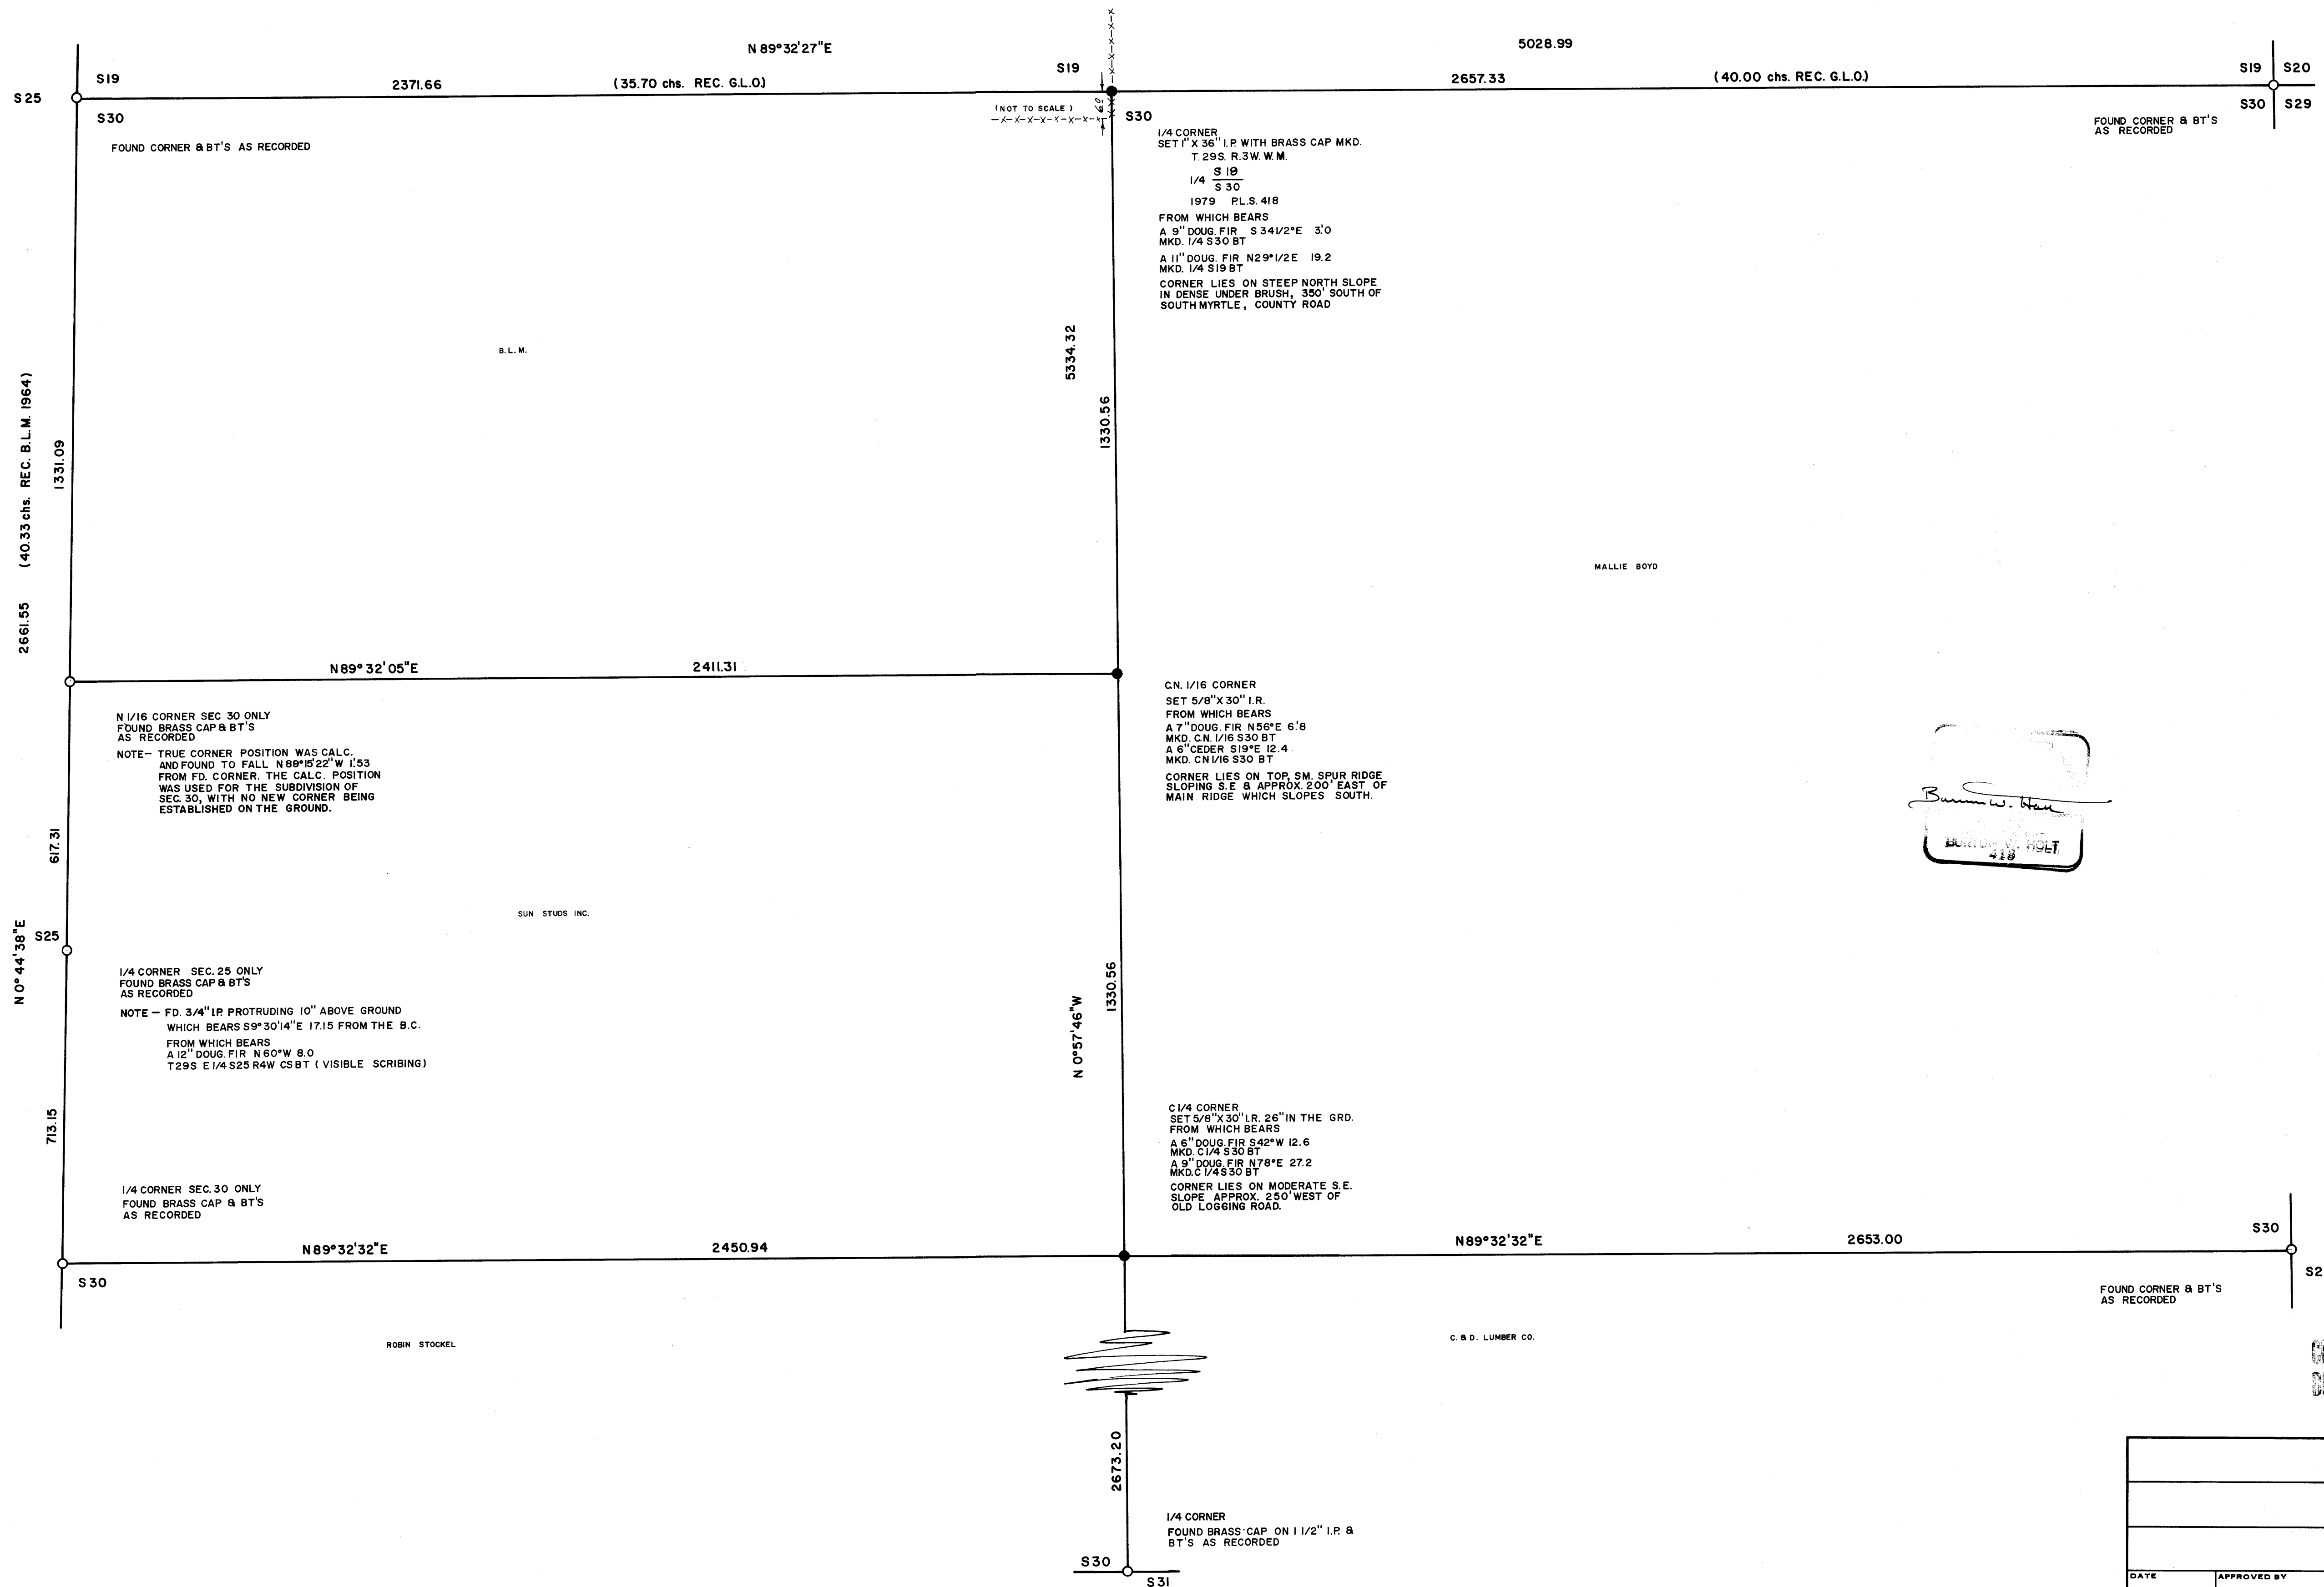 N 89°32'27"E
5028.99
S19
2371.66
(35.70 chs. REC. G.L.O.)
S19
2657.33
(40.00 chs. REC. G.L.O.)
S19 S20
S 25
S30
(NOT TO SCALE)
6.0
S30
S30 S29
FOUND CORNER & BT'S AS RECORDED
FOUND CORNER & BT'S
AS RECORDED
1/4 CORNER
SET 1" X 36" I.P. WITH BRASS CAP MKD.
T. 29S. R.3W. W.M.
1/4 S 19
S 30
1979 P.L.S. 418
FROM WHICH BEARS
A 9" DOUG. FIR S 34 1/2°E 3.'0
MKD. 1/4 S30 BT
A 11" DOUG. FIR N29° 1/2 E 19.2
MKD. 1/4 S19 BT
CORNER LIES ON STEEP NORTH SLOPE
IN DENSE UNDER BRUSH, 350' SOUTH OF
SOUTH MYRTLE, COUNTY ROAD
B.L.M.
5334.32
1330.56
(40.33 chs. REC. B.L.M. 1964)
1331.09
2661.55
MALLIE BOYD
N89°32'05"E
2411.31
N 1/16 CORNER SEC 30 ONLY
FOUND BRASS CAP & BT'S
AS RECORDED
NOTE- TRUE CORNER POSITION WAS CALC.
AND FOUND TO FALL N 89°15'22"W 1.'53
FROM FD. CORNER. THE CALC. POSITION
WAS USED FOR THE SUBDIVISION OF
SEC. 30, WITH NO NEW CORNER BEING
ESTABLISHED ON THE GROUND.
C.N. 1/16 CORNER
SET 5/8" X 30" I.R.
FROM WHICH BEARS
A 7" DOUG. FIR N56°E 6.'8
MKD. C.N. 1/16 S30 BT
A 6" CEDER S19°E 12.4
MKD. CN 1/16 S30 BT
CORNER LIES ON TOP, SM. SPUR RIDGE
SLOPING S.E & APPROX. 200' EAST OF
MAIN RIDGE WHICH SLOPES SOUTH.
BURTON W. HOLT
418
617.31
SUN STUDS INC.
N 0°44'38"E
S25
1/4 CORNER SEC. 25 ONLY
FOUND BRASS CAP & BT'S
AS RECORDED
NOTE - FD. 3/4" I.P. PROTRUDING 10" ABOVE GROUND
WHICH BEARS S9°30'14"E 17.15 FROM THE B.C.
FROM WHICH BEARS
A 12" DOUG. FIR N 60°W 8.0
T29S E 1/4 S25 R4W CS BT ( VISIBLE SCRIBING)
N 0°57'46"W
1330.56
713.15
C 1/4 CORNER
SET 5/8" X 30" I.R. 26" IN THE GRD.
FROM WHICH BEARS
A 6" DOUG. FIR S42°W 12.6
MKD. C 1/4 S30 BT
A 9" DOUG. FIR N78°E 27.2
MKD. C 1/4 S30 BT
CORNER LIES ON MODERATE S.E.
SLOPE APPROX. 250' WEST OF
OLD LOGGING ROAD.
1/4 CORNER SEC. 30 ONLY
FOUND BRASS CAP & BT'S
AS RECORDED
N89°32'32"E
2450.94
N89°32'32"E
2653.00
S30
S30
S2
FOUND CORNER & BT'S
AS RECORDED
ROBIN STOCKEL
C. & D. LUMBER CO.
2673.20
1/4 CORNER
FOUND BRASS CAP ON 1 1/2" I.P. &
BT'S AS RECORDED
S30
S31
DATE
APPROVED BY